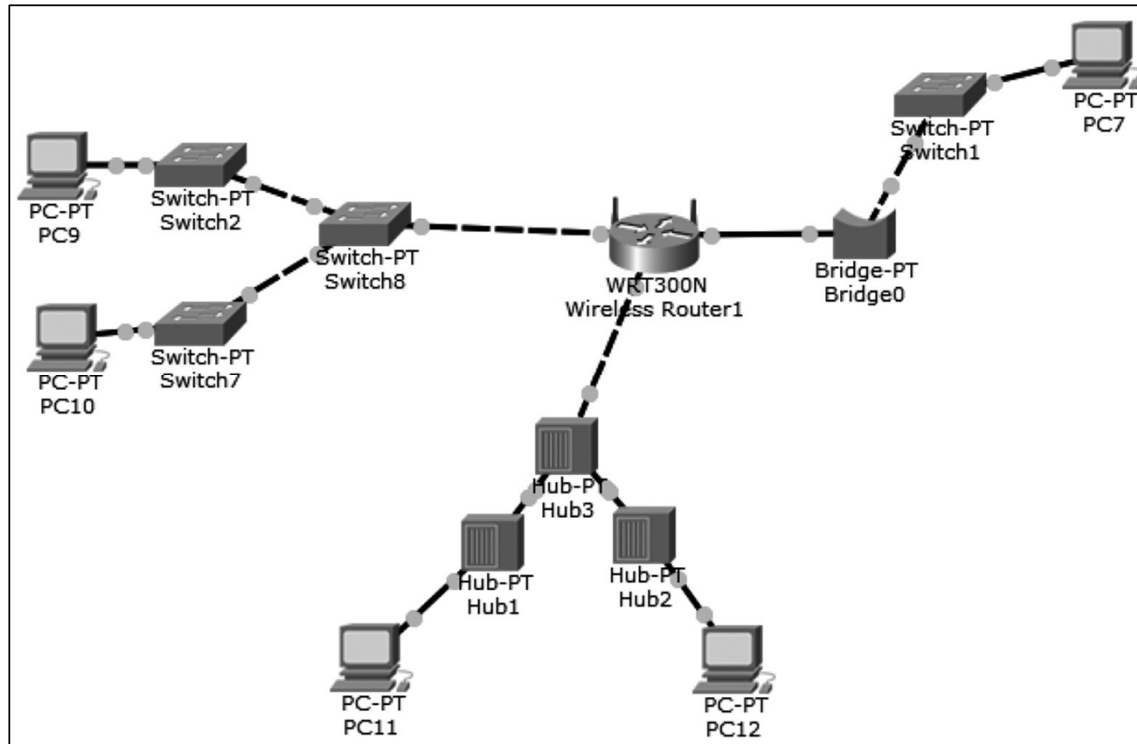 PC-PT
PC7
Switch-PT
Switch1
PC-PT
PC9
Switch-PT
Switch2
Switch-PT
Switch8
WRT300N
Wireless Router1
Bridge-PT
Bridge0
PC-PT
PC10
Switch-PT
Switch7
Hub-PT
Hub3
Hub-PT
Hub1
Hub-PT
Hub2
PC-PT
PC11
PC-PT
PC12